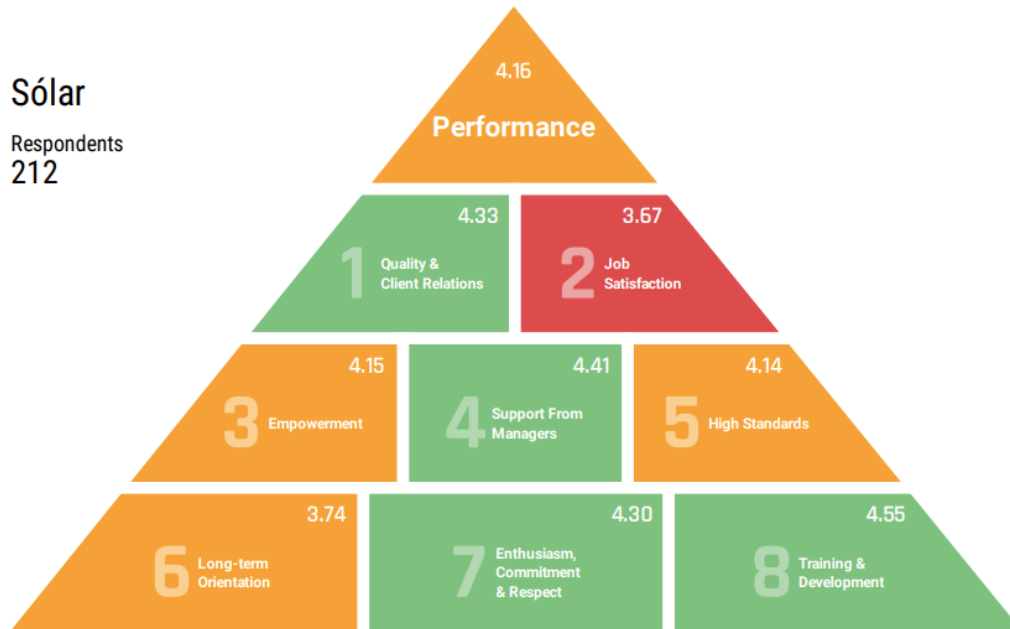 Sólar
Respondents
212
4.16
Performance
4.33
1
Quality &
Client Relations
3.67
2
Job
Satisfaction
4.15
3
Empowerment
4.41
4
Support From
Managers
4.14
5
High Standards
3.74
6
Long-term
Orientation
4.30
7
Enthusiasm,
Commitment
& Respect
4.55
8
Training &
Development